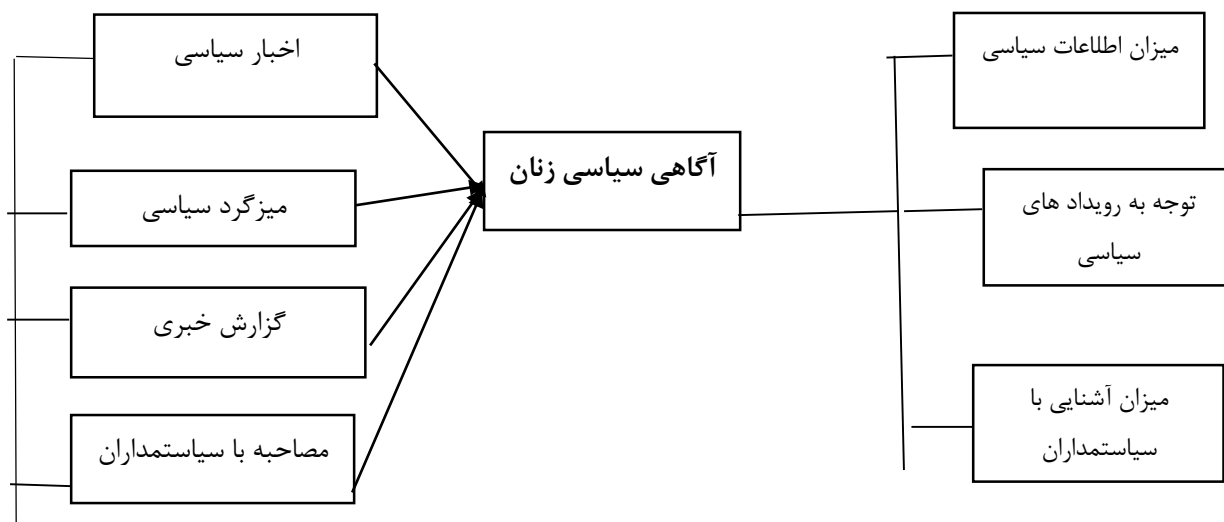 میزان اطلاعات سیاسی
توجه به رویداد های
سیاسی
میزان آشنایی با
سیاستمداران
آگاهی سیاسی زنان
اخبار سیاسی
میزگرد سیاسی
گزارش خبری
مصاحبه با سیاستمداران